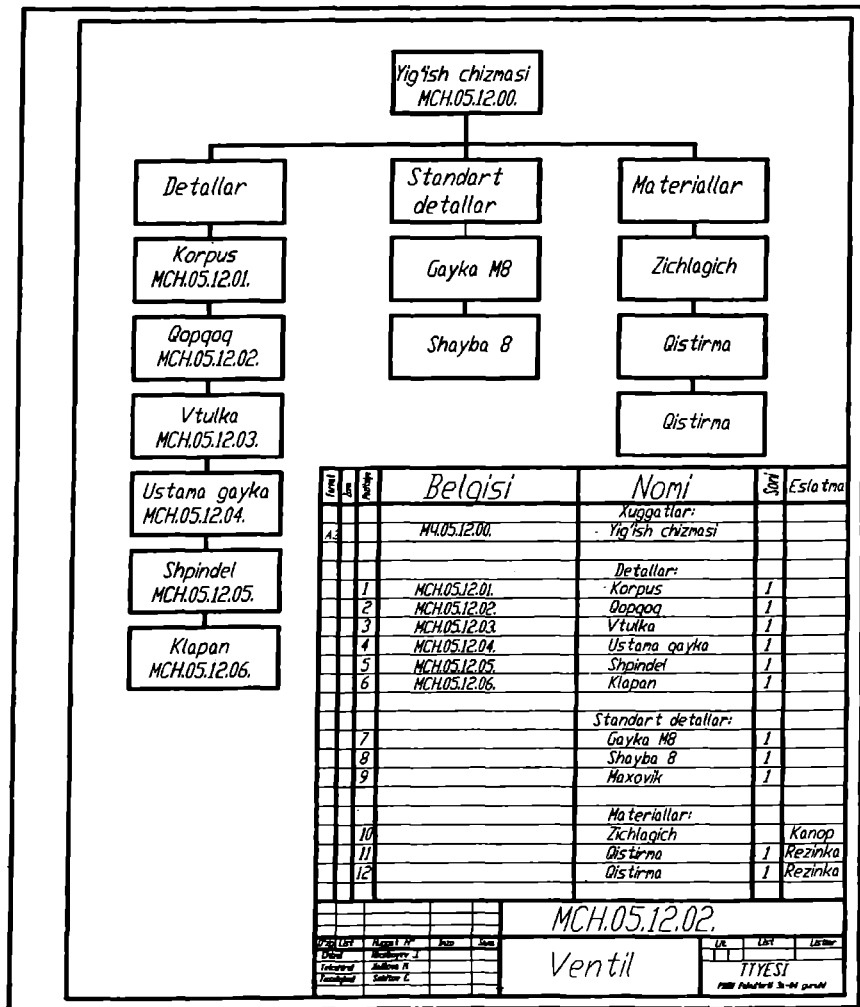 Yig'ish chizmasi
MCH.05.12.00.
Detallar
Standart
detallar
Materiallar
Korpus
MCH.05.12.01.
Gayka M8
Zichlagich
Qopqoq
MCH.05.12.02.
Shayba 8
Qistirma
Vtulka
MCH.05.12.03.
Qistirma
Ustama gayka
MCH.05.12.04.
Shpindel
MCH.05.12.05.
Klapan
MCH.05.12.06.
Belgisi Nomi Soni Eslatma
Xuggatlar:
A3 MЧ.05.12.00. Yig'ish chizmasi
Detallar:
1 MCH.05.12.01. Korpus 1
2 MCH.05.12.02. Qopqoq 1
3 MCH.05.12.03. Vtulka 1
4 MCH.05.12.04. Ustama gayka 1
5 MCH.05.12.05. Shpindel 1
6 MCH.05.12.06. Klapan 1
Standart detallar:
7 Gayka M8 1
8 Shayba 8 1
9 Maxovik 1
Materiallar:
10 Zichlagich Kanop
11 Qistirma 1 Rezinka
12 Qistirma 1 Rezinka
MCH.05.12.02.
List
Ventil
TTYESI